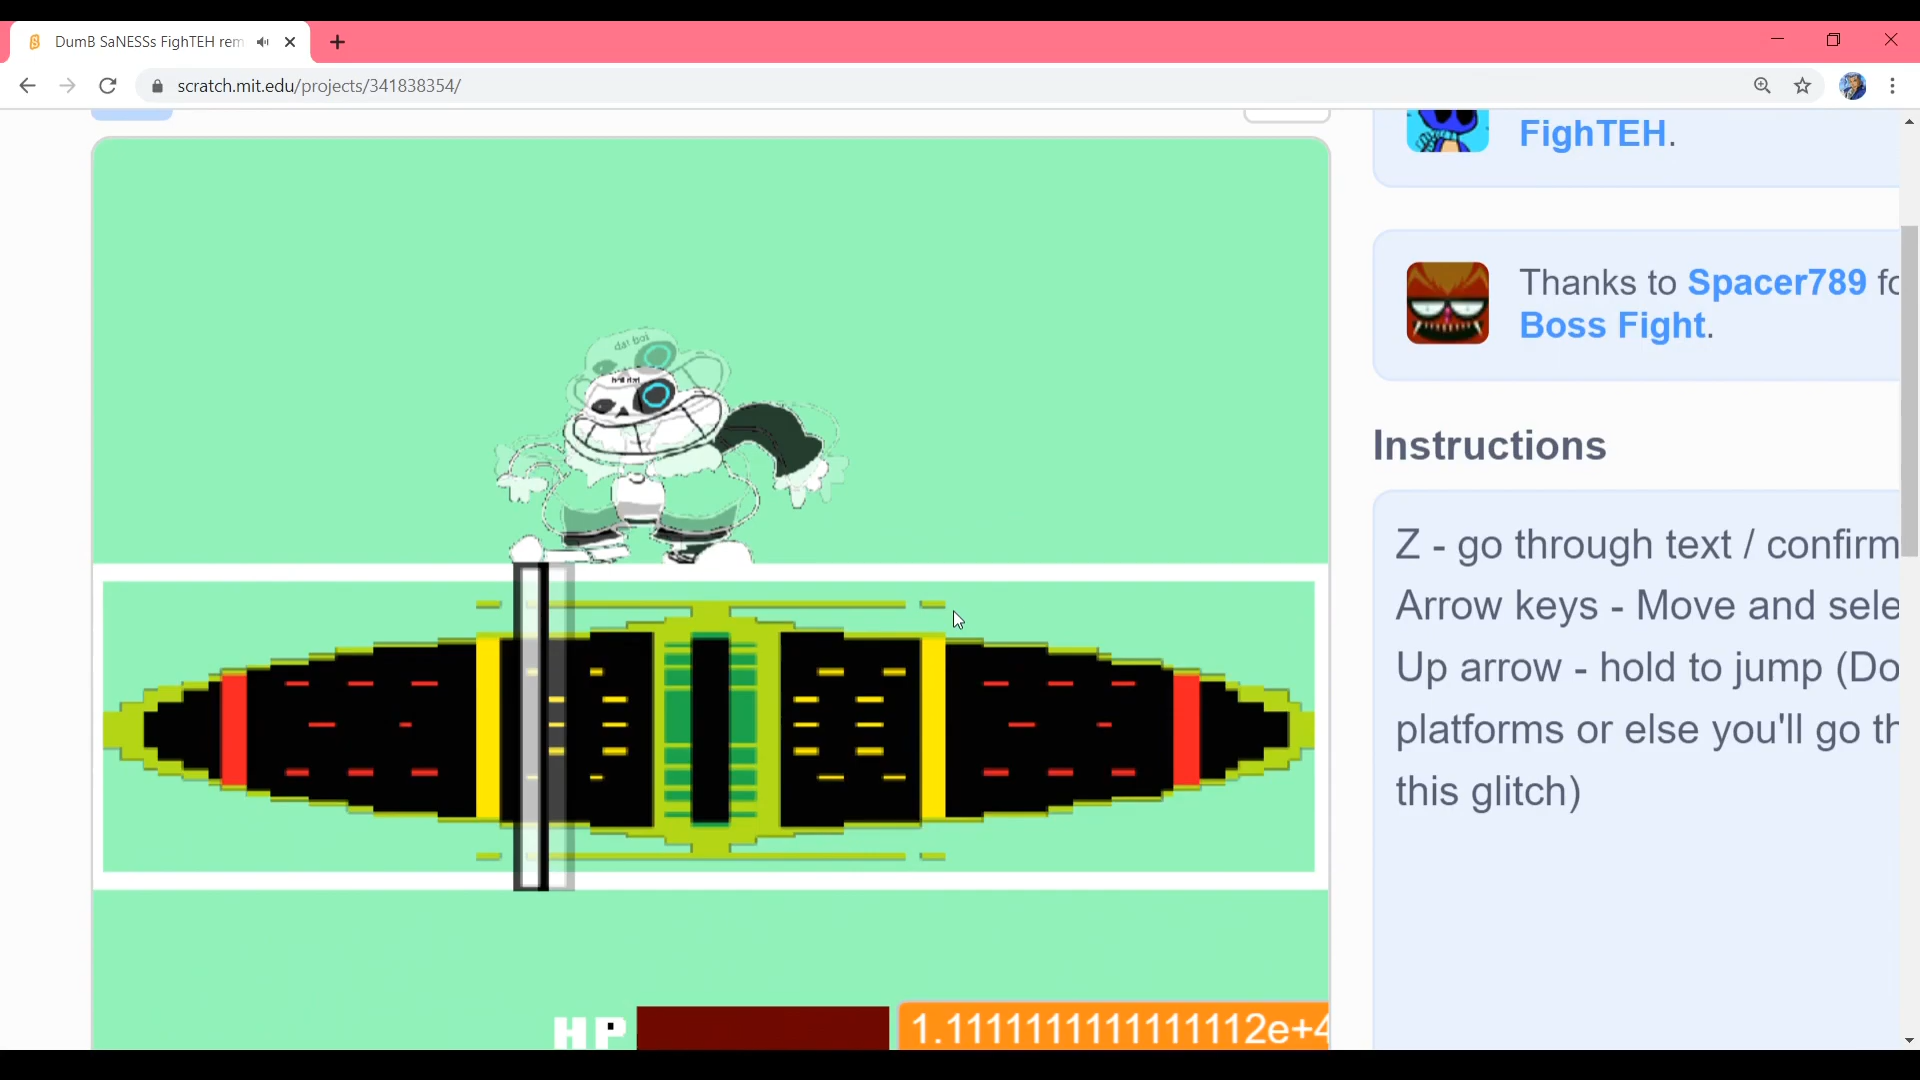 DumB SaNESSs FighTEH rem
scratch.mit.edu/projects/341838354/
FighTEH.
Thanks to Spacer789 fo
Boss Fight.
dat boi
Instructions
Z - go through text / confirm
Arrow keys - Move and sele
Up arrow - hold to jump (Do
platforms or else you'll go th
this glitch)
HP
1.1111111111111112e+4